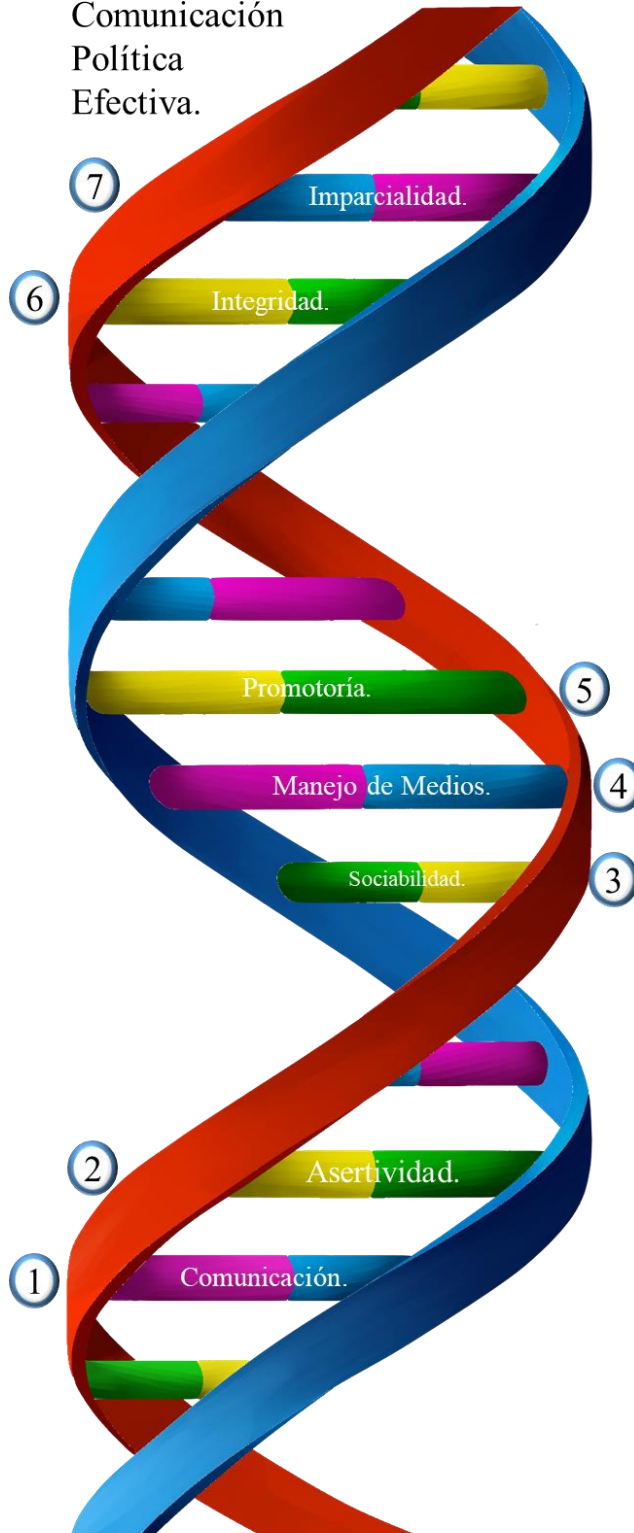 Comunicación
Política
Efectiva.
7
Imparcialidad.
6
Integridad.
Promotoría.
5
Manejo de Medios.
4
Sociabilidad.
3
2
Asertividad.
1
Comunicación.